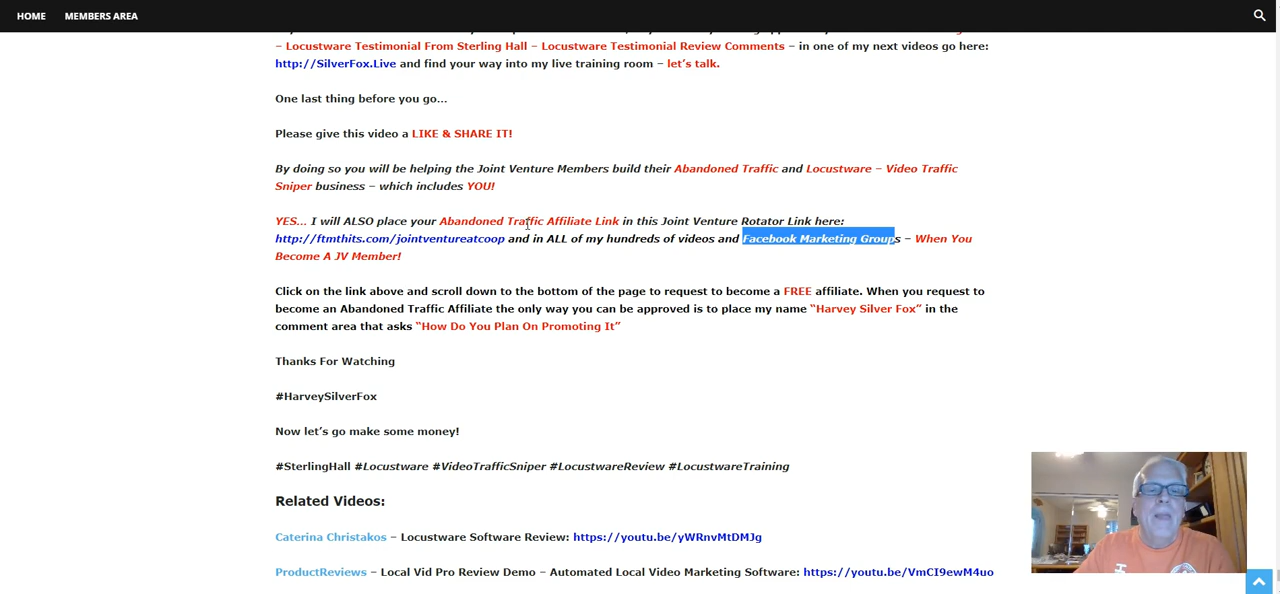 HOME MEMBERS AREA
– Locustware Testimonial From Sterling Hall – Locustware Testimonial Review Comments – in one of my next videos go here:
http://SilverFox.Live and find your way into my live training room – let's talk.
One last thing before you go...
Please give this video a LIKE & SHARE IT!
By doing so you will be helping the Joint Venture Members build their Abandoned Traffic and Locustware – Video Traffic
Sniper business – which includes YOU!
YES... I will ALSO place your Abandoned Traffic Affiliate Link in this Joint Venture Rotator Link here:
http://ftmthits.com/jointventureatcoop and in ALL of my hundreds of videos and Facebook Marketing Groups – When You
Become A JV Member!
Click on the link above and scroll down to the bottom of the page to request to become a FREE affiliate. When you request to
become an Abandoned Traffic Affiliate the only way you can be approved is to place my name “Harvey Silver Fox” in the
comment area that asks “How Do You Plan On Promoting It”
Thanks For Watching
#HarveySilverFox
Now let's go make some money!
#SterlingHall #Locustware #VideoTrafficSniper #LocustwareReview #LocustwareTraining
Related Videos:
Caterina Christakos – Locustware Software Review: https://youtu.be/yWRnvMtDMJg
ProductReviews – Local Vid Pro Review Demo – Automated Local Video Marketing Software: https://youtu.be/VmCI9ewM4uo